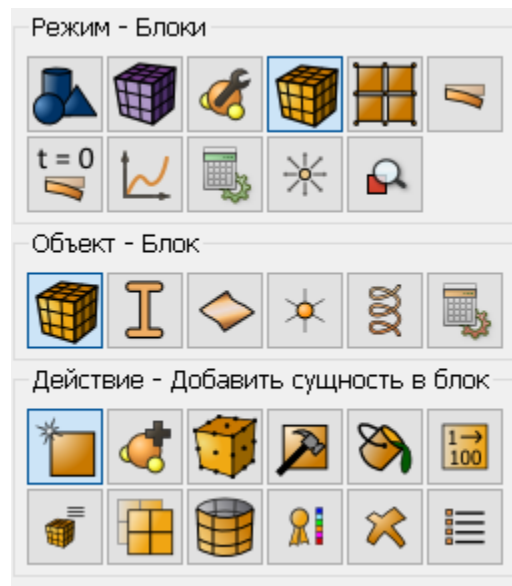 Режим - Блоки
t = 0
Объект - Блок
Действие - Добавить сущность в блок
1→
100